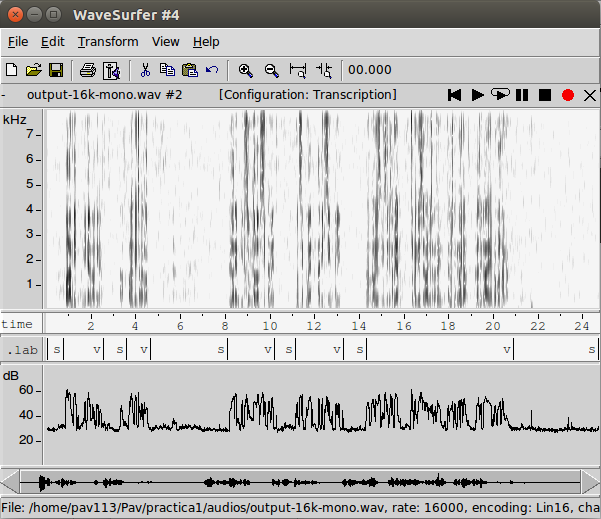 WaveSurfer #4
File Edit Transform View Help
00.000
- output-16k-mono.wav #2 [Configuration: Transcription]
kHz
7
6
5
4
3
2
1
time 2 4 6 8 10 12 14 16 18 20 22 24
.lab s v s v s v s v s v s
dB
60
40
20
File: /home/pav113/Pav/practica1/audios/output-16k-mono.wav, rate: 16000, encoding: Lin16, cha